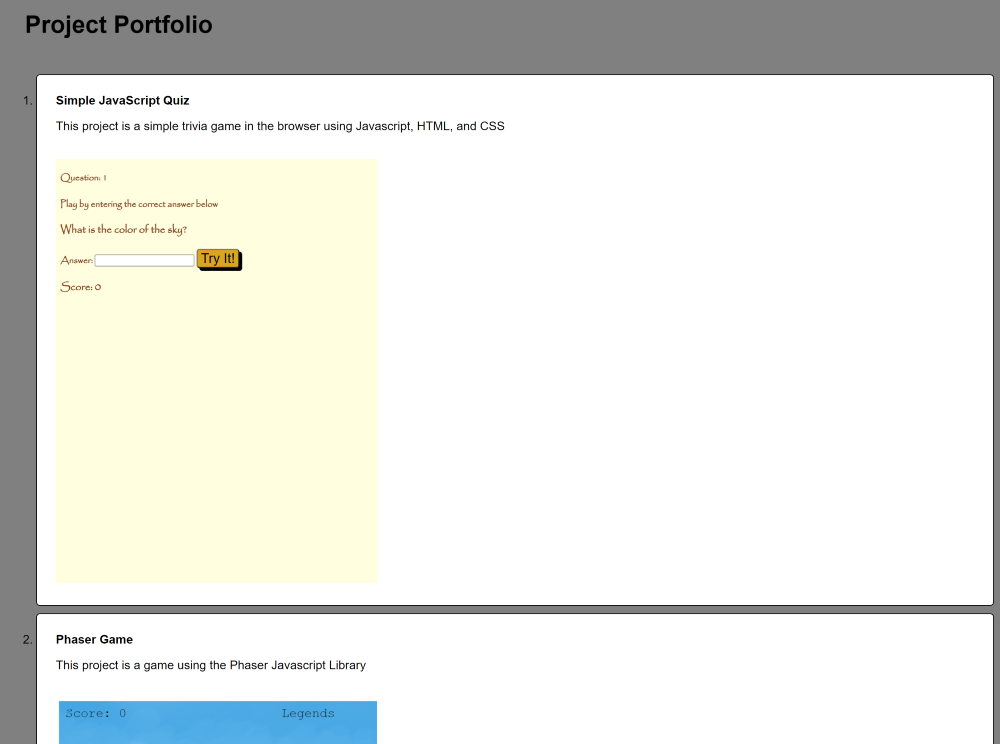 Project Portfolio
1.
Simple JavaScript Quiz
This project is a simple trivia game in the browser using Javascript, HTML, and CSS
Question: 1
Play by entering the correct answer below
What is the color of the sky?
Answer: Try It!
Score: 0
2.
Phaser Game
This project is a game using the Phaser Javascript Library
Score: 0 Legends